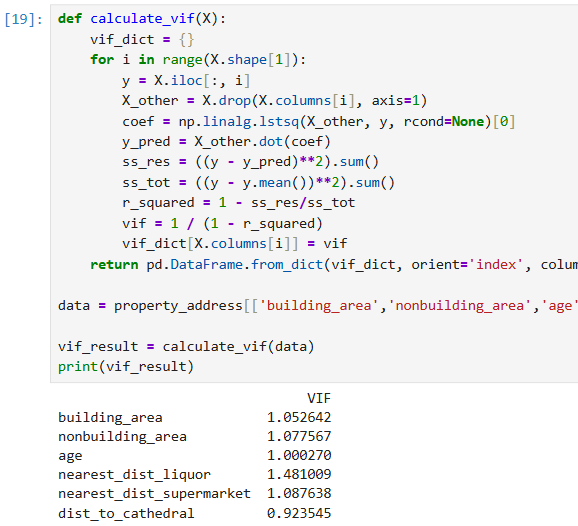 [19]: def calculate_vif(X):
    vif_dict = {}
    for i in range(X.shape[1]):
        y = X.iloc[:, i]
        X_other = X.drop(X.columns[i], axis=1)
        coef = np.linalg.lstsq(X_other, y, rcond=None)[0]
        y_pred = X_other.dot(coef)
        ss_res = ((y - y_pred)**2).sum()
        ss_tot = ((y - y.mean())**2).sum()
        r_squared = 1 - ss_res/ss_tot
        vif = 1 / (1 - r_squared)
        vif_dict[X.columns[i]] = vif
    return pd.DataFrame.from_dict(vif_dict, orient='index', colum
data = property_address[['building_area','nonbuilding_area','age'
vif_result = calculate_vif(data)
print(vif_result)
VIF
building_area 1.052642
nonbuilding_area 1.077567
age 1.000270
nearest_dist_liquor 1.481009
nearest_dist_supermarket 1.087638
dist_to_cathedral 0.923545